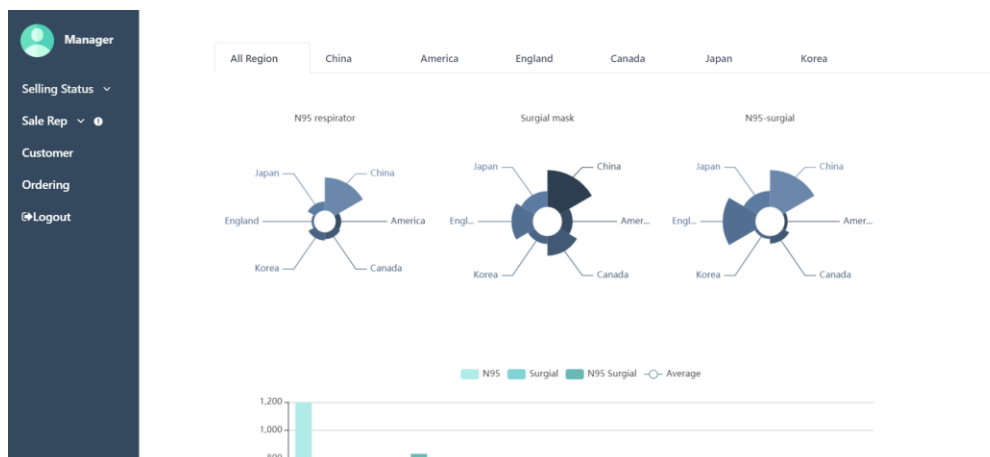 Manager
Selling Status
Sale Rep
Customer
Ordering
Logout
All Region China America England Canada Japan Korea
N95 respirator
Japan China
England America
Korea Canada
Surgial mask
Japan China
Engl... Amer...
Korea Canada
N95-surgial
Japan China
Engl... Amer...
Korea Canada
N95 Surgial N95 Surgial Average
1,200
1,000
800